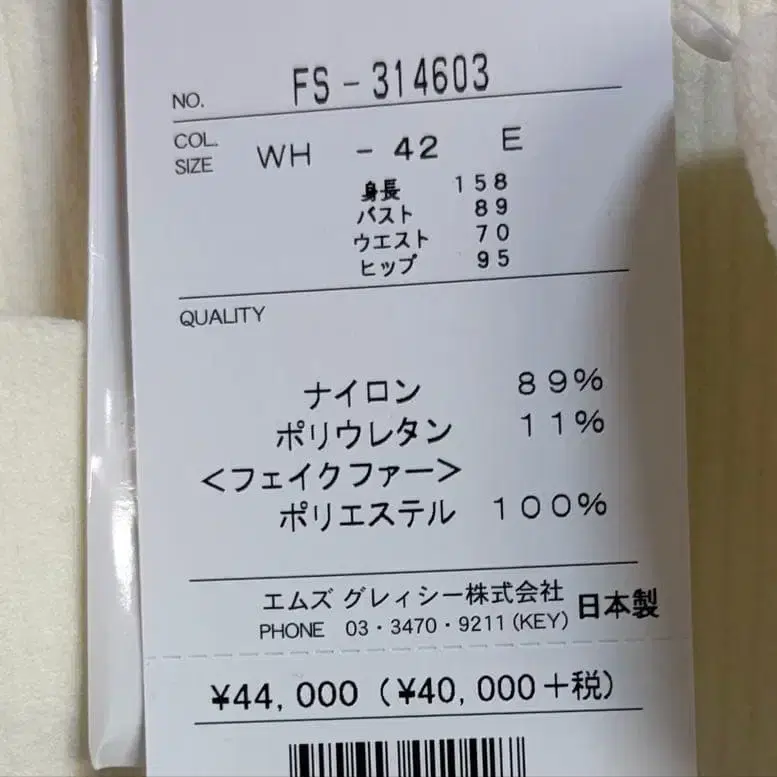 NO. FS-314603
COL.
SIZE WH -42 E
身長 158
バスト 89
ウエスト 70
ヒップ 95
QUALITY
ナイロン 89%
ポリウレタン 11%
<フェイクファー>
ポリエステル 100%
エムズ グレィシー株式会社 日本製
PHONE 03・3470・9211(KEY)
¥44,000(¥40,000+税)